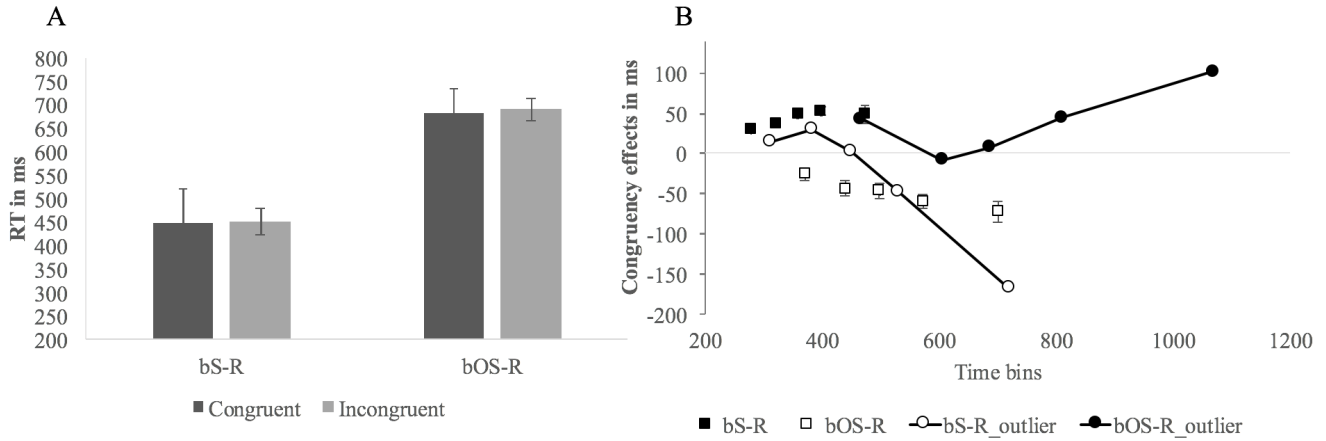 A
RT in ms
800
750
700
650
600
550
500
450
400
350
300
250
200
bS-R
bOS-R
Congruent
Incongruent
B
Congruency effects in ms
100
50
0
-50
-100
-150
-200
200
400
600
800
1000
1200
Time bins
bS-R
bOS-R
bS-R_outlier
bOS-R_outlier